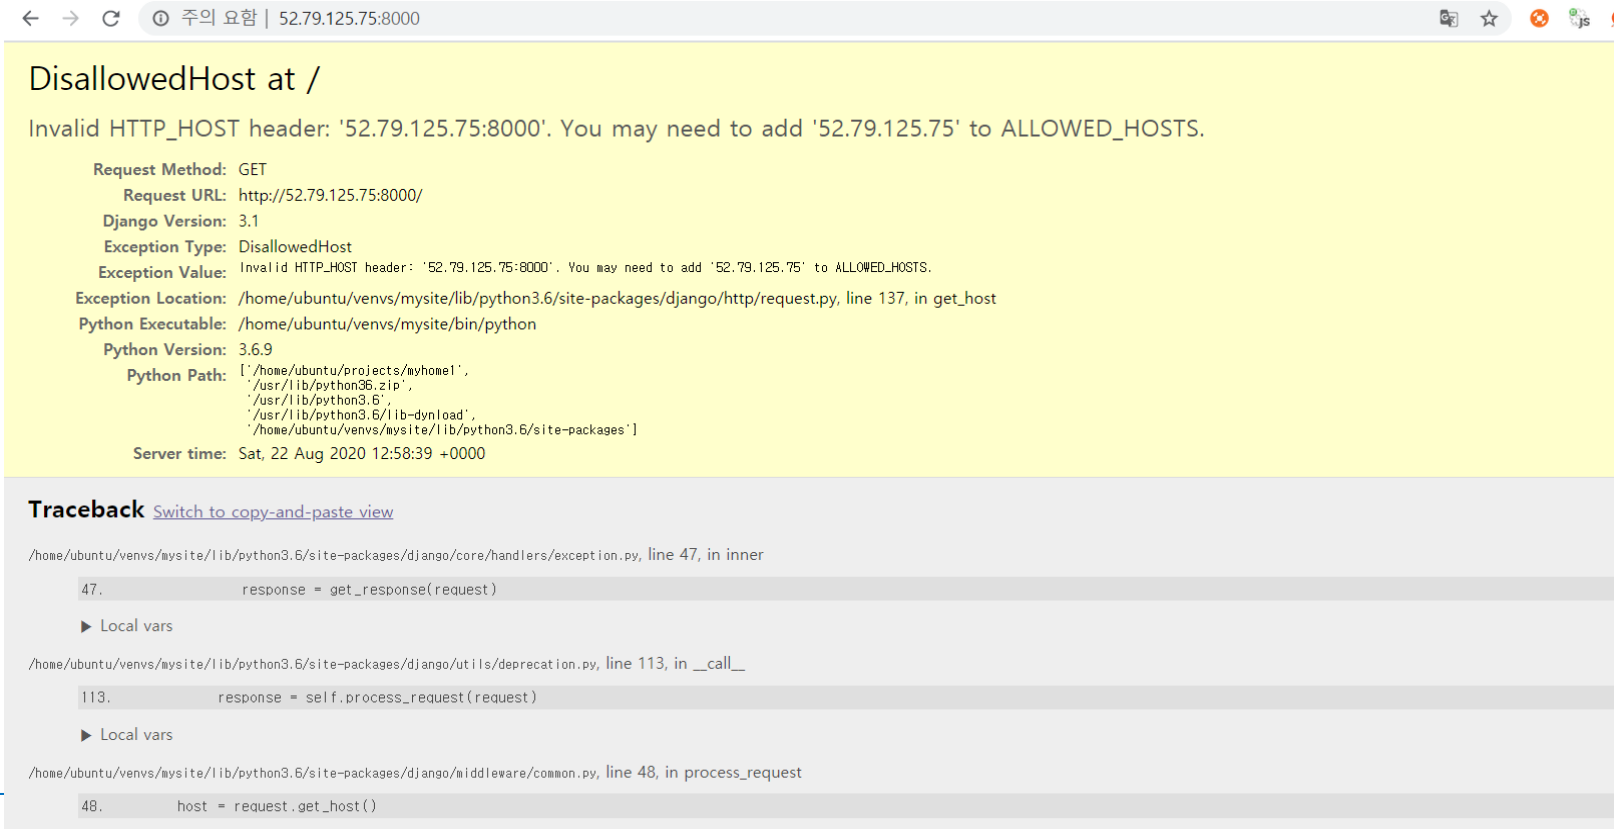 주의 요함 | 52.79.125.75:8000
JS
DisallowedHost at /
Invalid HTTP_HOST header: '52.79.125.75:8000'. You may need to add '52.79.125.75' to ALLOWED_HOSTS.
Request Method: GET
Request URL: http://52.79.125.75:8000/
Django Version: 3.1
Exception Type: DisallowedHost
Exception Value: Invalid HTTP_HOST header: '52.79.125.75:8000'. You may need to add '52.79.125.75' to ALLOWED_HOSTS.
Exception Location: /home/ubuntu/venvs/mysite/lib/python3.6/site-packages/django/http/request.py, line 137, in get_host
Python Executable: /home/ubuntu/venvs/mysite/bin/python
Python Version: 3.6.9
Python Path: ['/home/ubuntu/projects/myhome1',
'/usr/lib/python36.zip',
'/usr/lib/python3.6',
'/usr/lib/python3.6/lib-dynload',
'/home/ubuntu/venvs/mysite/lib/python3.6/site-packages']
Server time: Sat, 22 Aug 2020 12:58:39 +0000
Traceback Switch to copy-and-paste view
/home/ubuntu/venvs/mysite/lib/python3.6/site-packages/django/core/handlers/exception.py, line 47, in inner
47. response = get_response(request)
▶ Local vars
/home/ubuntu/venvs/mysite/lib/python3.6/site-packages/django/utils/deprecation.py, line 113, in __call__
113. response = self.process_request(request)
▶ Local vars
/home/ubuntu/venvs/mysite/lib/python3.6/site-packages/django/middleware/common.py, line 48, in process_request
48. host = request.get_host()